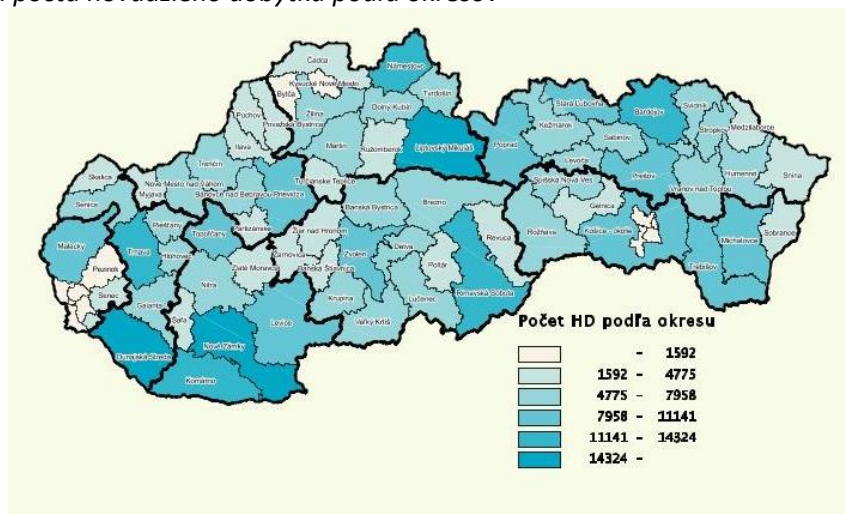 počtu hovädzieho dobytka podľa okresov
Čadca
Námestovo
Kysucké Nové Mesto
Bytča
Tvrdošín
Žilina
Dolný Kubín
Púchov
Považská Bystrica
Ilava
Martin
Ružomberok
Liptovský Mikuláš
Poprad
Stará Ľubovňa
Kežmarok
Bardejov
Svidník
Stropkov
Medzilaborce
Sabinov
Levoča
Prešov
Humenné
Snina
Vranov nad Topľou
Trenčín
Skalica
Nové Mesto nad Váhom
Myjava
Bánovce nad Bebravou
Prievidza
Turčianske Teplice
Senica
Partizánske
Banská Bystrica
Brezno
Spišská Nová Ves
Gelnica
Rožňava
Košice - okolie
Michalovce
Sobrance
Trebišov
Malacky
Piešťany
Topoľčany
Trnava
Hlohovec
Pezinok
Senec
Galanta
Zlaté Moravce
Nitra
Šaľa
Žiar nad Hronom
Žarnovica
Banská Štiavnica
Zvolen
Detva
Poltár
Revúca
Krupina
Lučenec
Rimavská Sobota
Veľký Krtíš
Levice
Nové Zámky
Dunajská Streda
Komárno
Počet HD podľa okresu
- 1592
1592 - 4775
4775 - 7958
7958 - 11141
11141 - 14324
14324 -